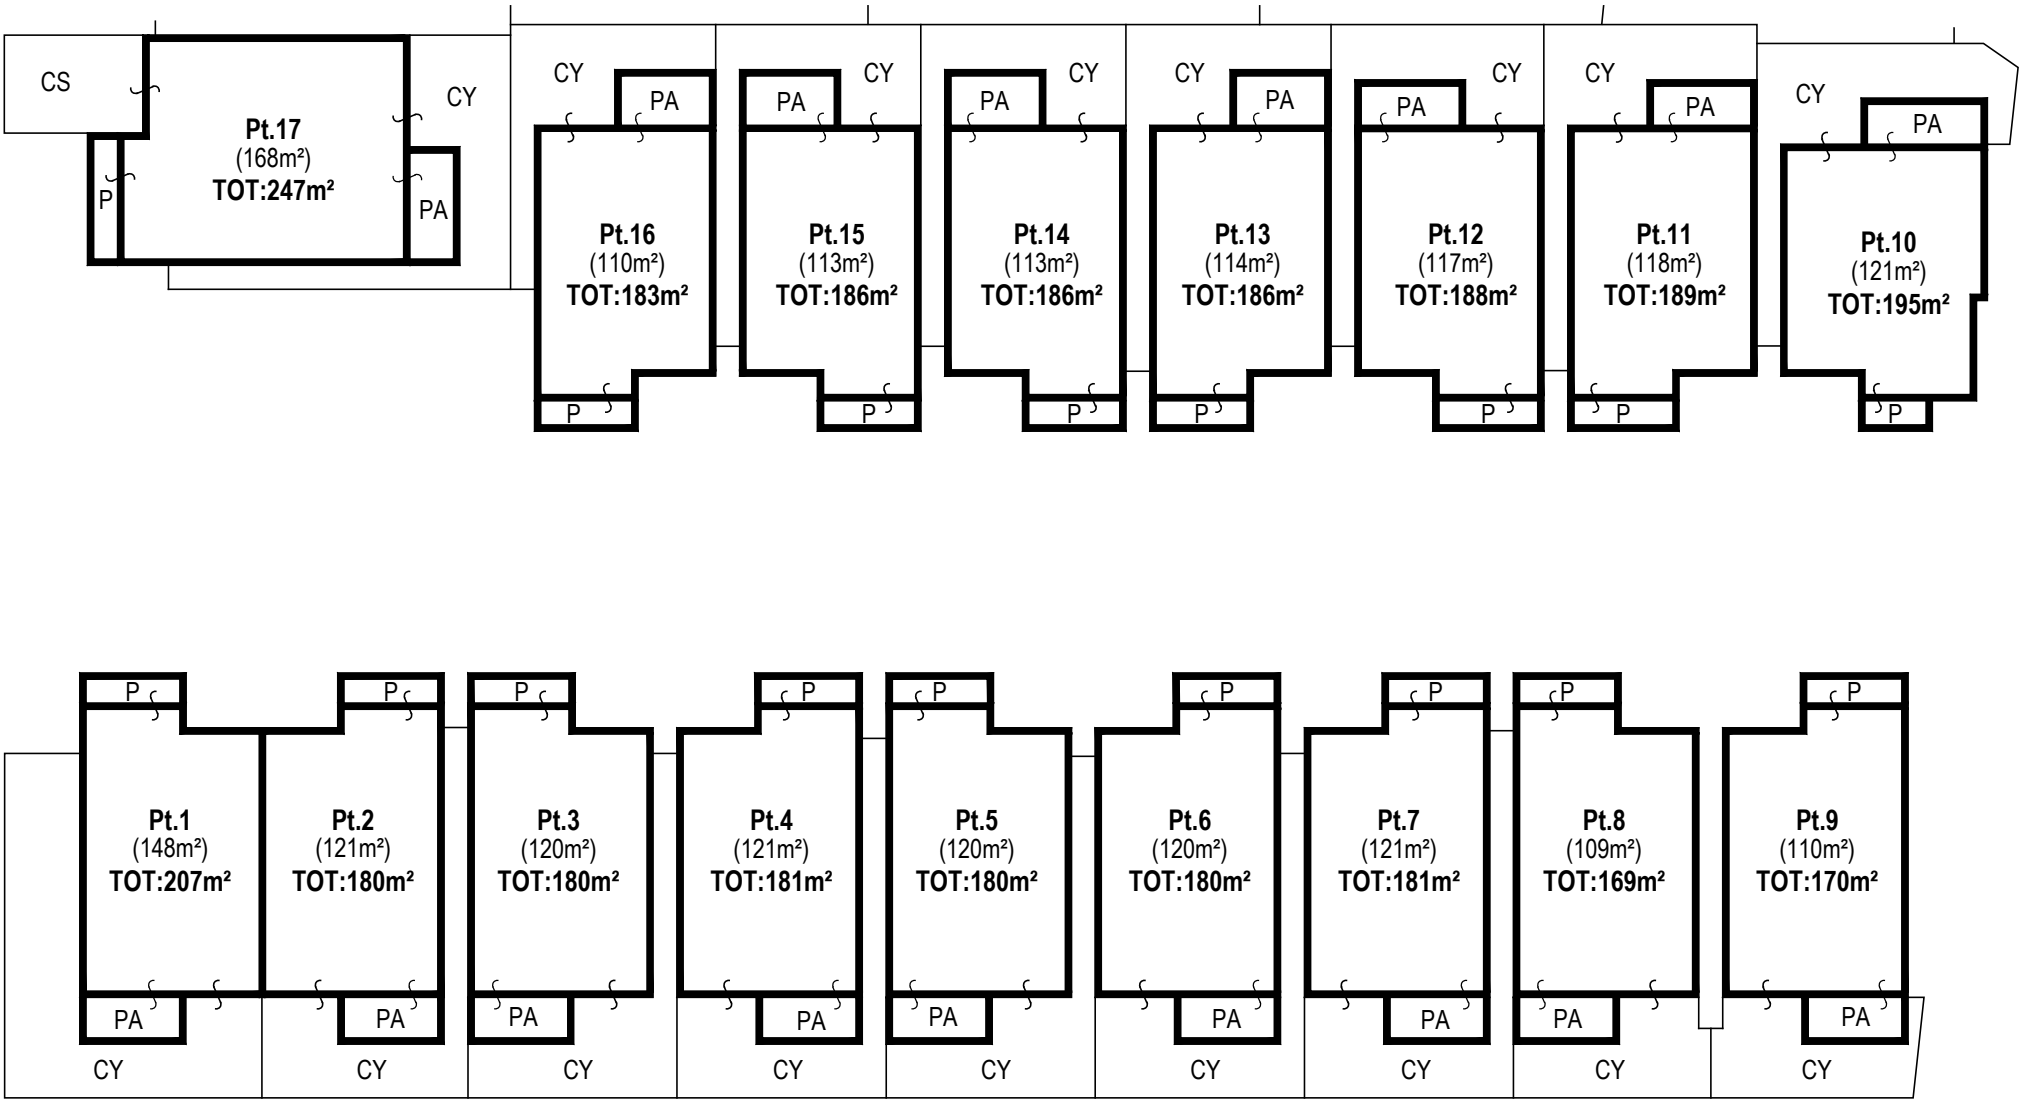 CS
CY
Pt.17
(168m²)
TOT:247m²
P
PA
CY
PA
Pt.16
(110m²)
TOT:183m²
P
PA
CY
Pt.15
(113m²)
TOT:186m²
P
PA
CY
Pt.14
(113m²)
TOT:186m²
P
CY
PA
Pt.13
(114m²)
TOT:186m²
P
PA
CY
Pt.12
(117m²)
TOT:188m²
P
CY
PA
Pt.11
(118m²)
TOT:189m²
P
CY
PA
Pt.10
(121m²)
TOT:195m²
P
P
Pt.1
(148m²)
TOT:207m²
PA
CY
P
Pt.2
(121m²)
TOT:180m²
PA
CY
P
Pt.3
(120m²)
TOT:180m²
PA
CY
P
Pt.4
(121m²)
TOT:181m²
PA
CY
P
Pt.5
(120m²)
TOT:180m²
PA
CY
P
Pt.6
(120m²)
TOT:180m²
PA
CY
P
Pt.7
(121m²)
TOT:181m²
PA
CY
P
Pt.8
(109m²)
TOT:169m²
PA
CY
P
Pt.9
(110m²)
TOT:170m²
PA
CY